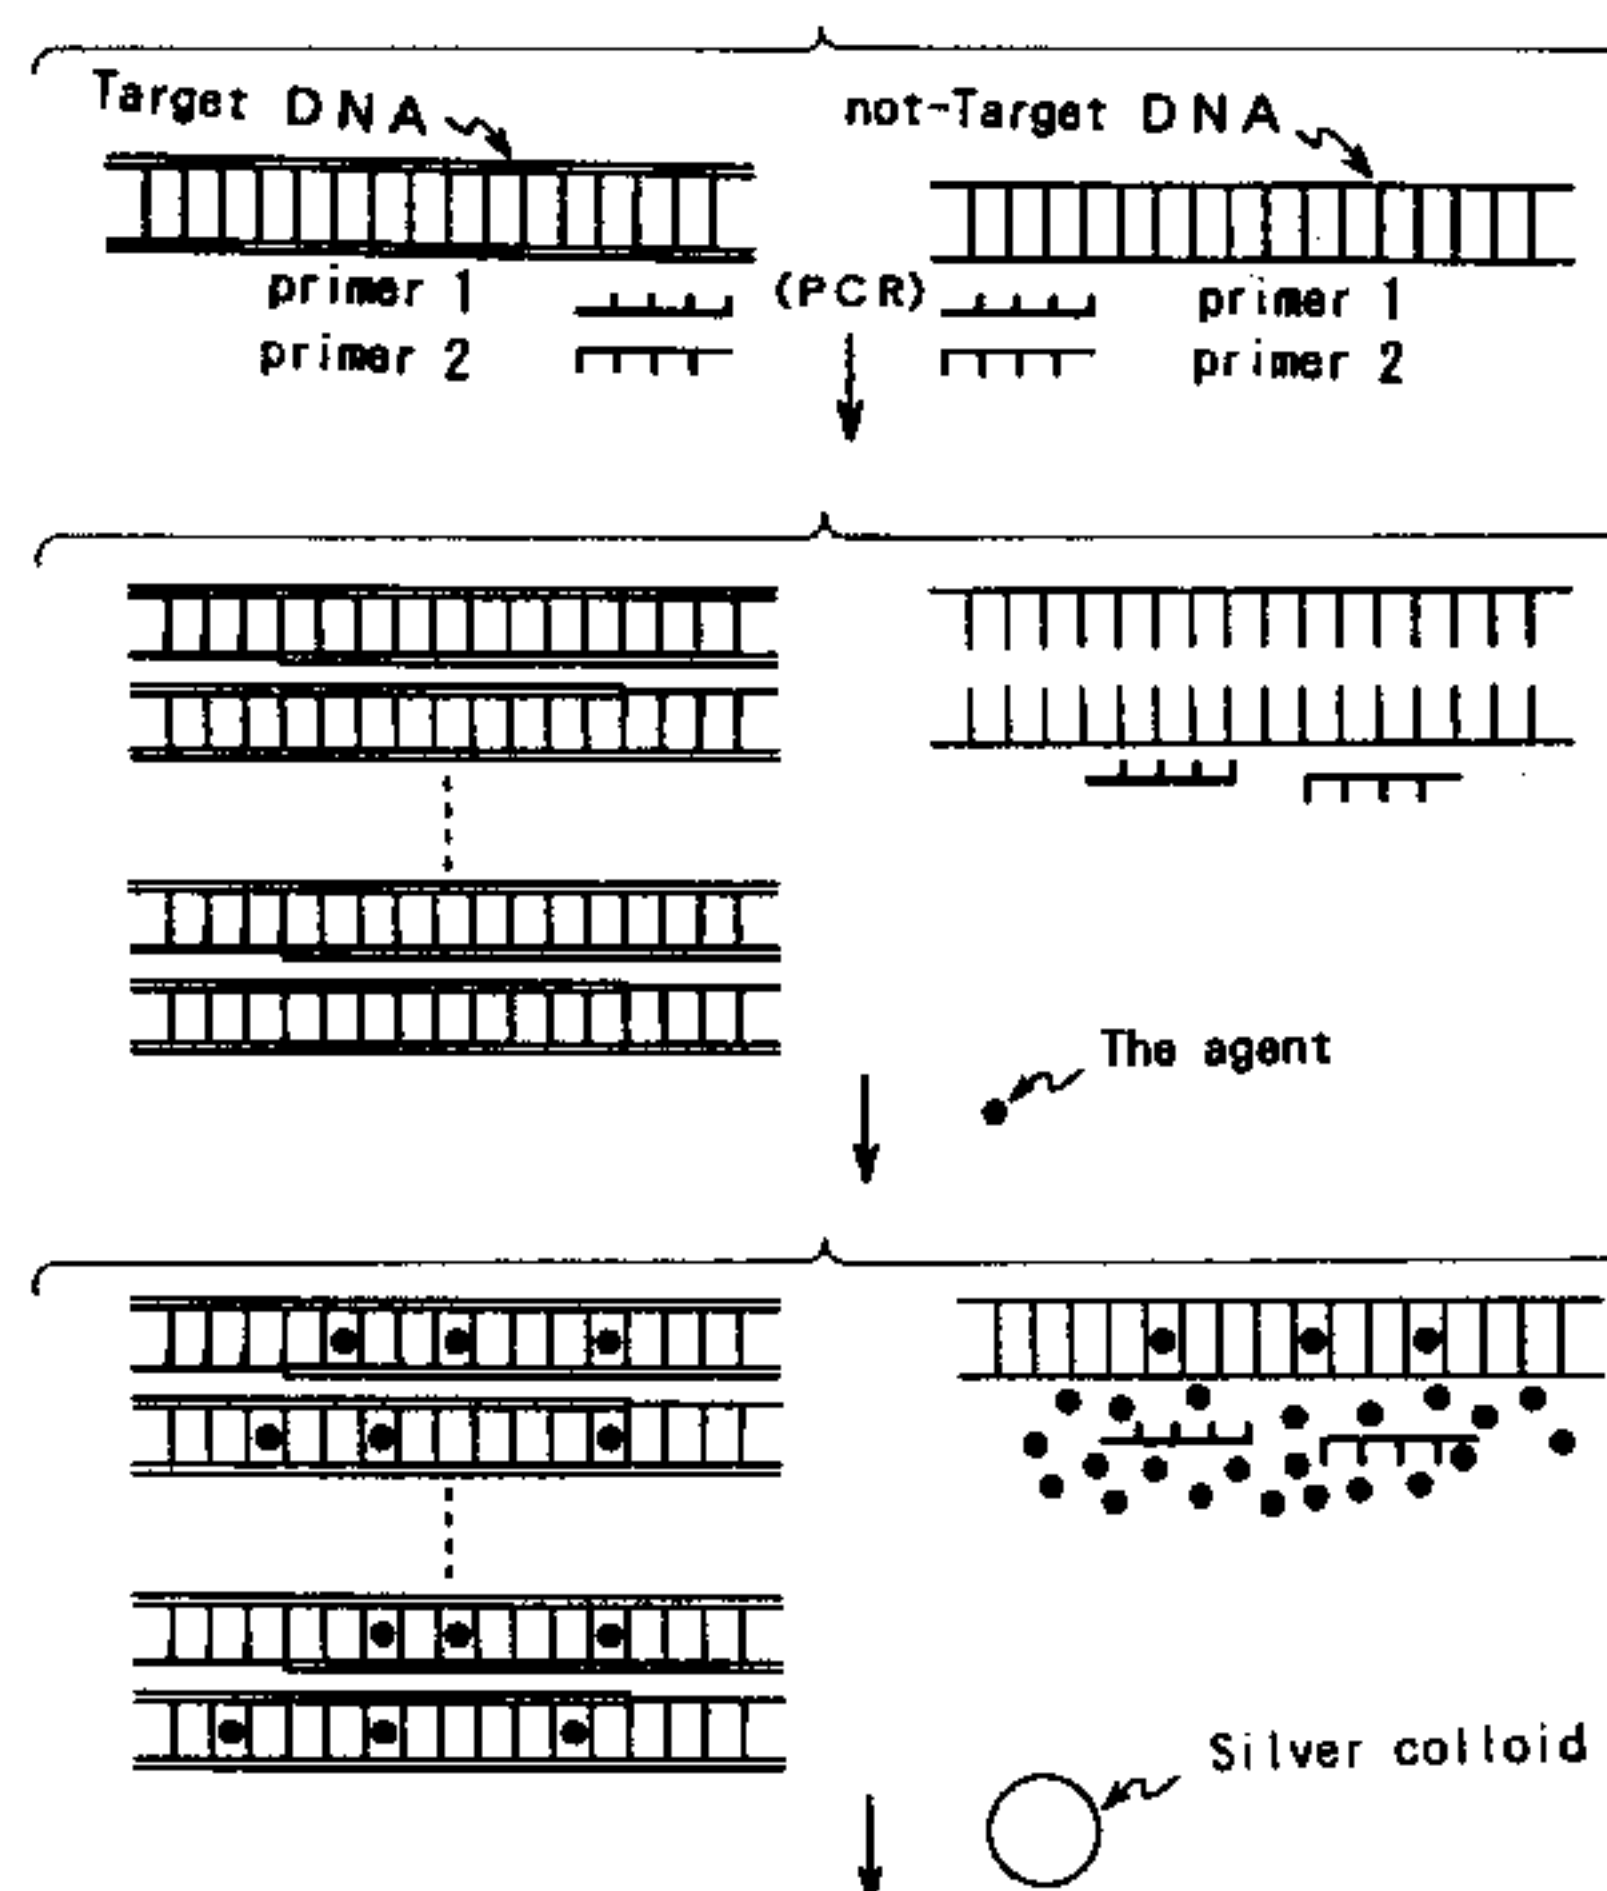 Target DNA
not-Target DNA
primer 1
(PCR)
primer 1
primer 2
primer 2
The agent
Silver colloid